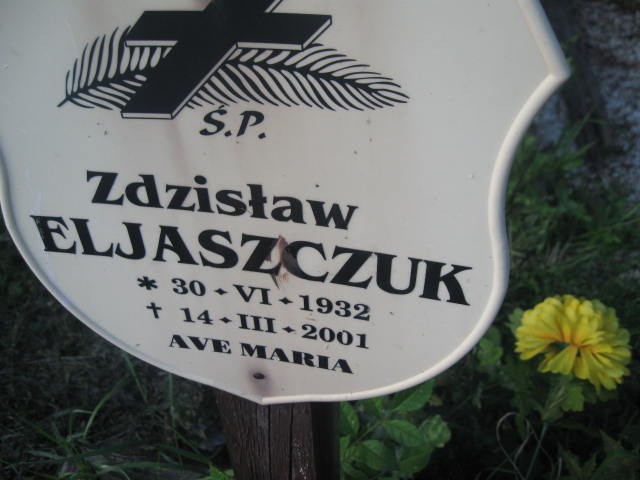 Ś.P.
Zdzisław
ELJASZCZUK
* 30 ✦ VI ✦ 1932
† 14 ✦ III ✦ 2001
AVE MARIA